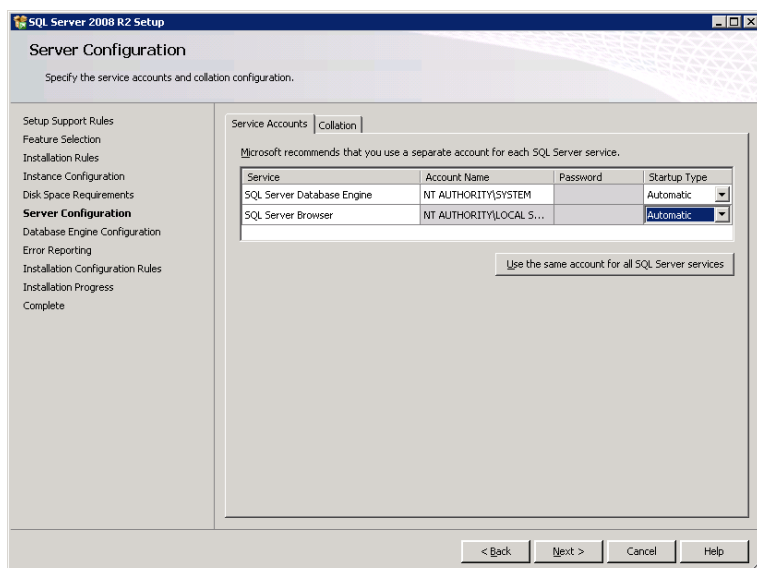 SQL Server 2008 R2 Setup
Server Configuration
Specify the service accounts and collation configuration.
Setup Support Rules
Feature Selection
Installation Rules
Instance Configuration
Disk Space Requirements
Server Configuration
Database Engine Configuration
Error Reporting
Installation Configuration Rules
Installation Progress
Complete
Service Accounts Collation
Microsoft recommends that you use a separate account for each SQL Server service.
Service Account Name Password Startup Type
SQL Server Database Engine NT AUTHORITY\SYSTEM Automatic
SQL Server Browser NT AUTHORITY\LOCAL S... Automatic
Use the same account for all SQL Server services
< Back Next > Cancel Help